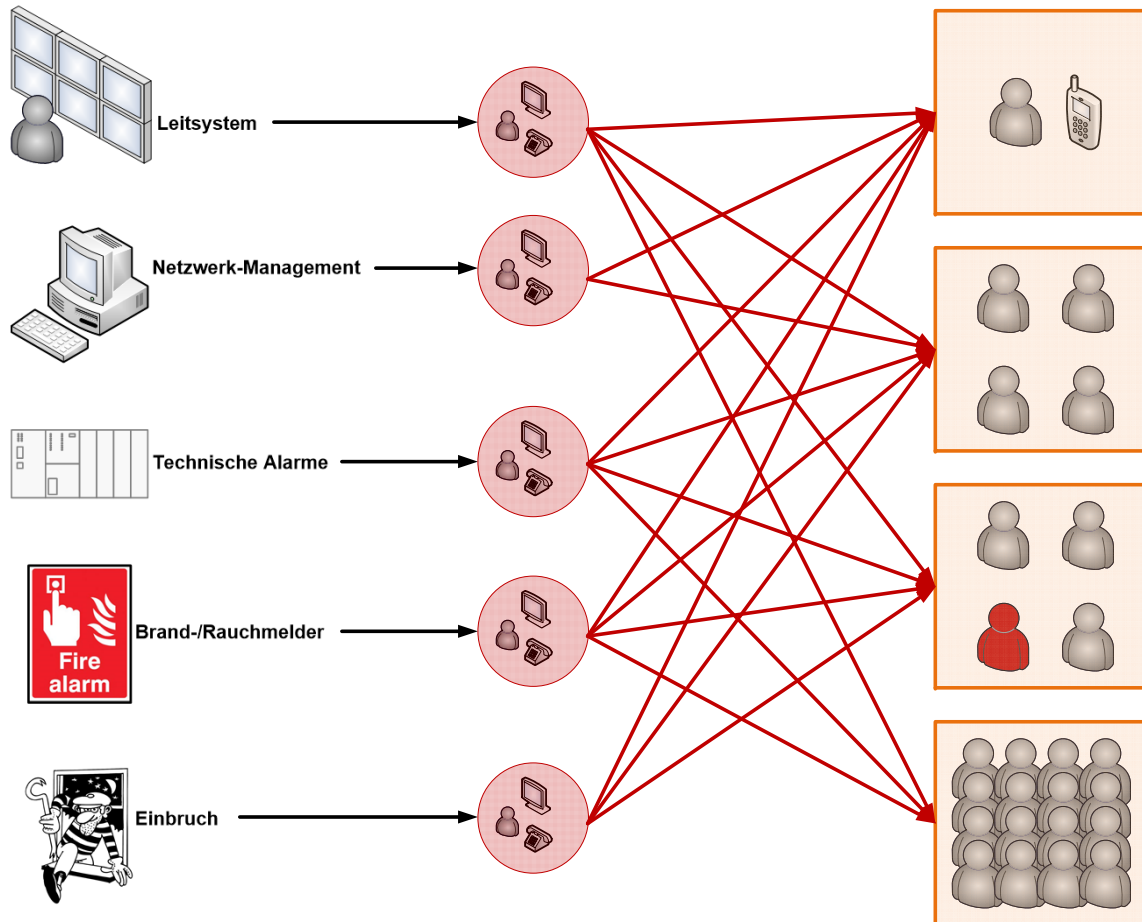 Leitsystem
Netzwerk-Management
Technische Alarme
Brand-/Rauchmelder
Fire
alarm
Einbruch